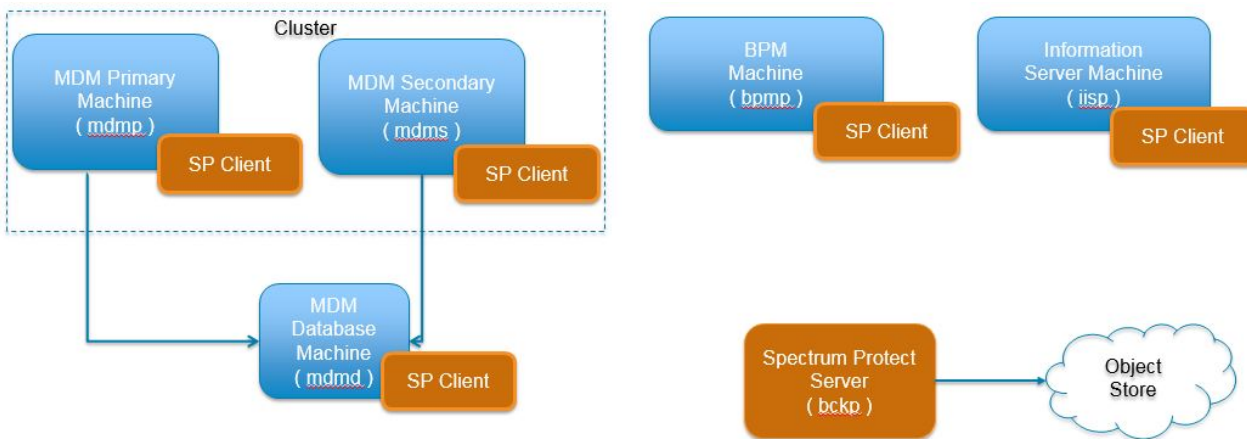 Cluster
MDM Primary
Machine
( mdmp )
SP Client
MDM Secondary
Machine
( mdms )
SP Client
BPM
Machine
( bpmp )
SP Client
Information
Server Machine
( iisp )
SP Client
MDM
Database
Machine
( mdmd )
SP Client
Spectrum Protect
Server
( bckp )
Object
Store